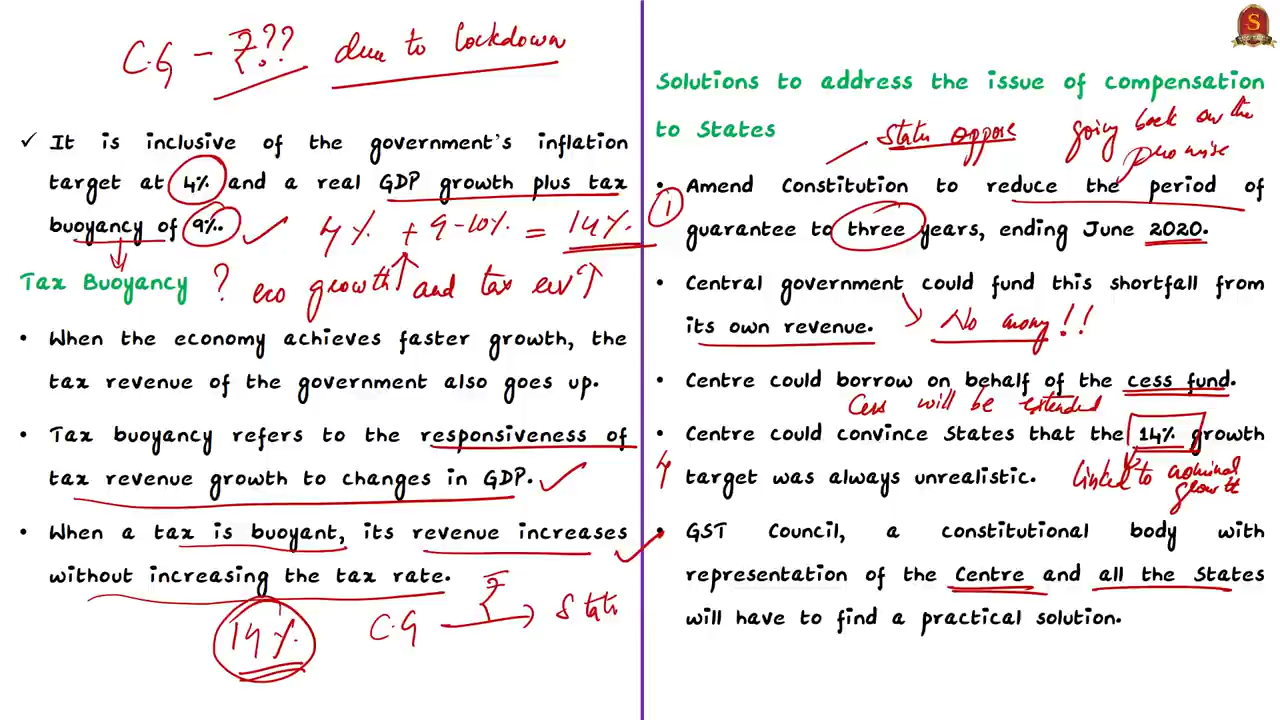 C.G - ₹?? due to lockdown
✓ It is inclusive of the government's inflation
target at 4% and a real GDP growth plus tax
buoyancy of 9%.
4% + 9-10% = 14%.
Tax Buoyancy ? eco growth↑ and tax rev↑
• When the economy achieves faster growth, the
tax revenue of the government also goes up.
• Tax buoyancy refers to the responsiveness of
tax revenue growth to changes in GDP.
• When a tax is buoyant, its revenue increases
without increasing the tax rate.
14%.
C.G ₹ → State
Solutions to address the issue of compensation
to States
State oppose
going back on the
promise
1
• Amend Constitution to reduce the period of
guarantee to three years, ending June 2020.
• Central government could fund this shortfall from
its own revenue.
No money!!
• Centre could borrow on behalf of the cess fund.
Cess will be extended
• Centre could convince States that the 14% growth
4 target was always unrealistic.
linked to nominal
growth
• GST Council, a constitutional body with
representation of the Centre and all the States
will have to find a practical solution.
S